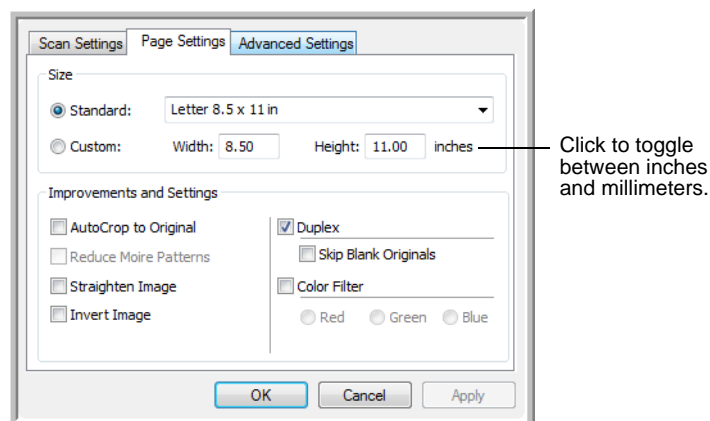 Scan Settings Page Settings Advanced Settings
Size
Standard: Letter 8.5 x 11 in
Custom: Width: 8.50 Height: 11.00 inches
Click to toggle
between inches
and millimeters.
Improvements and Settings
AutoCrop to Original
Reduce Moire Patterns
Straighten Image
Invert Image
Duplex
Skip Blank Originals
Color Filter
Red Green Blue
OK Cancel Apply